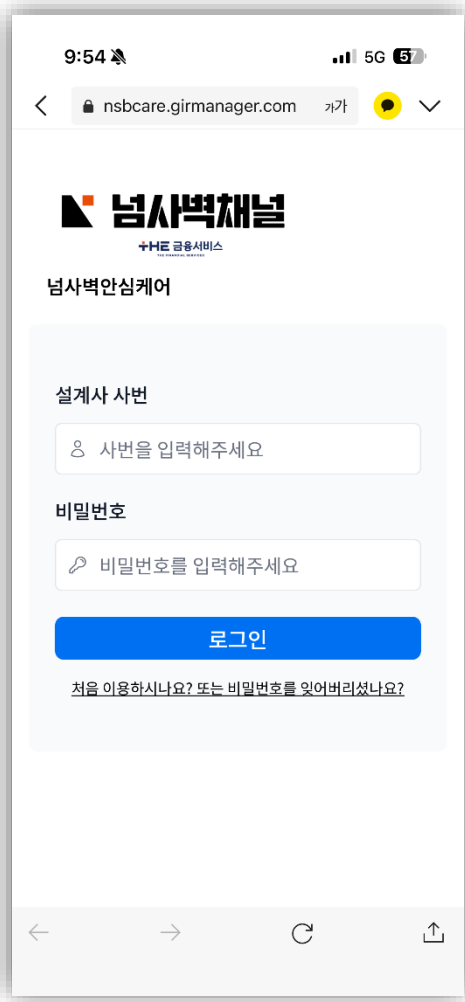 9:54
5G 57
nsbcare.girmanager.com 가가
넘사벽채널
THE 금융서비스
THE FINANCIAL SERVICES
넘사벽안심케어
설계사 사번
사번을 입력해주세요
비밀번호
비밀번호를 입력해주세요
로그인
처음 이용하시나요? 또는 비밀번호를 잊어버리셨나요?